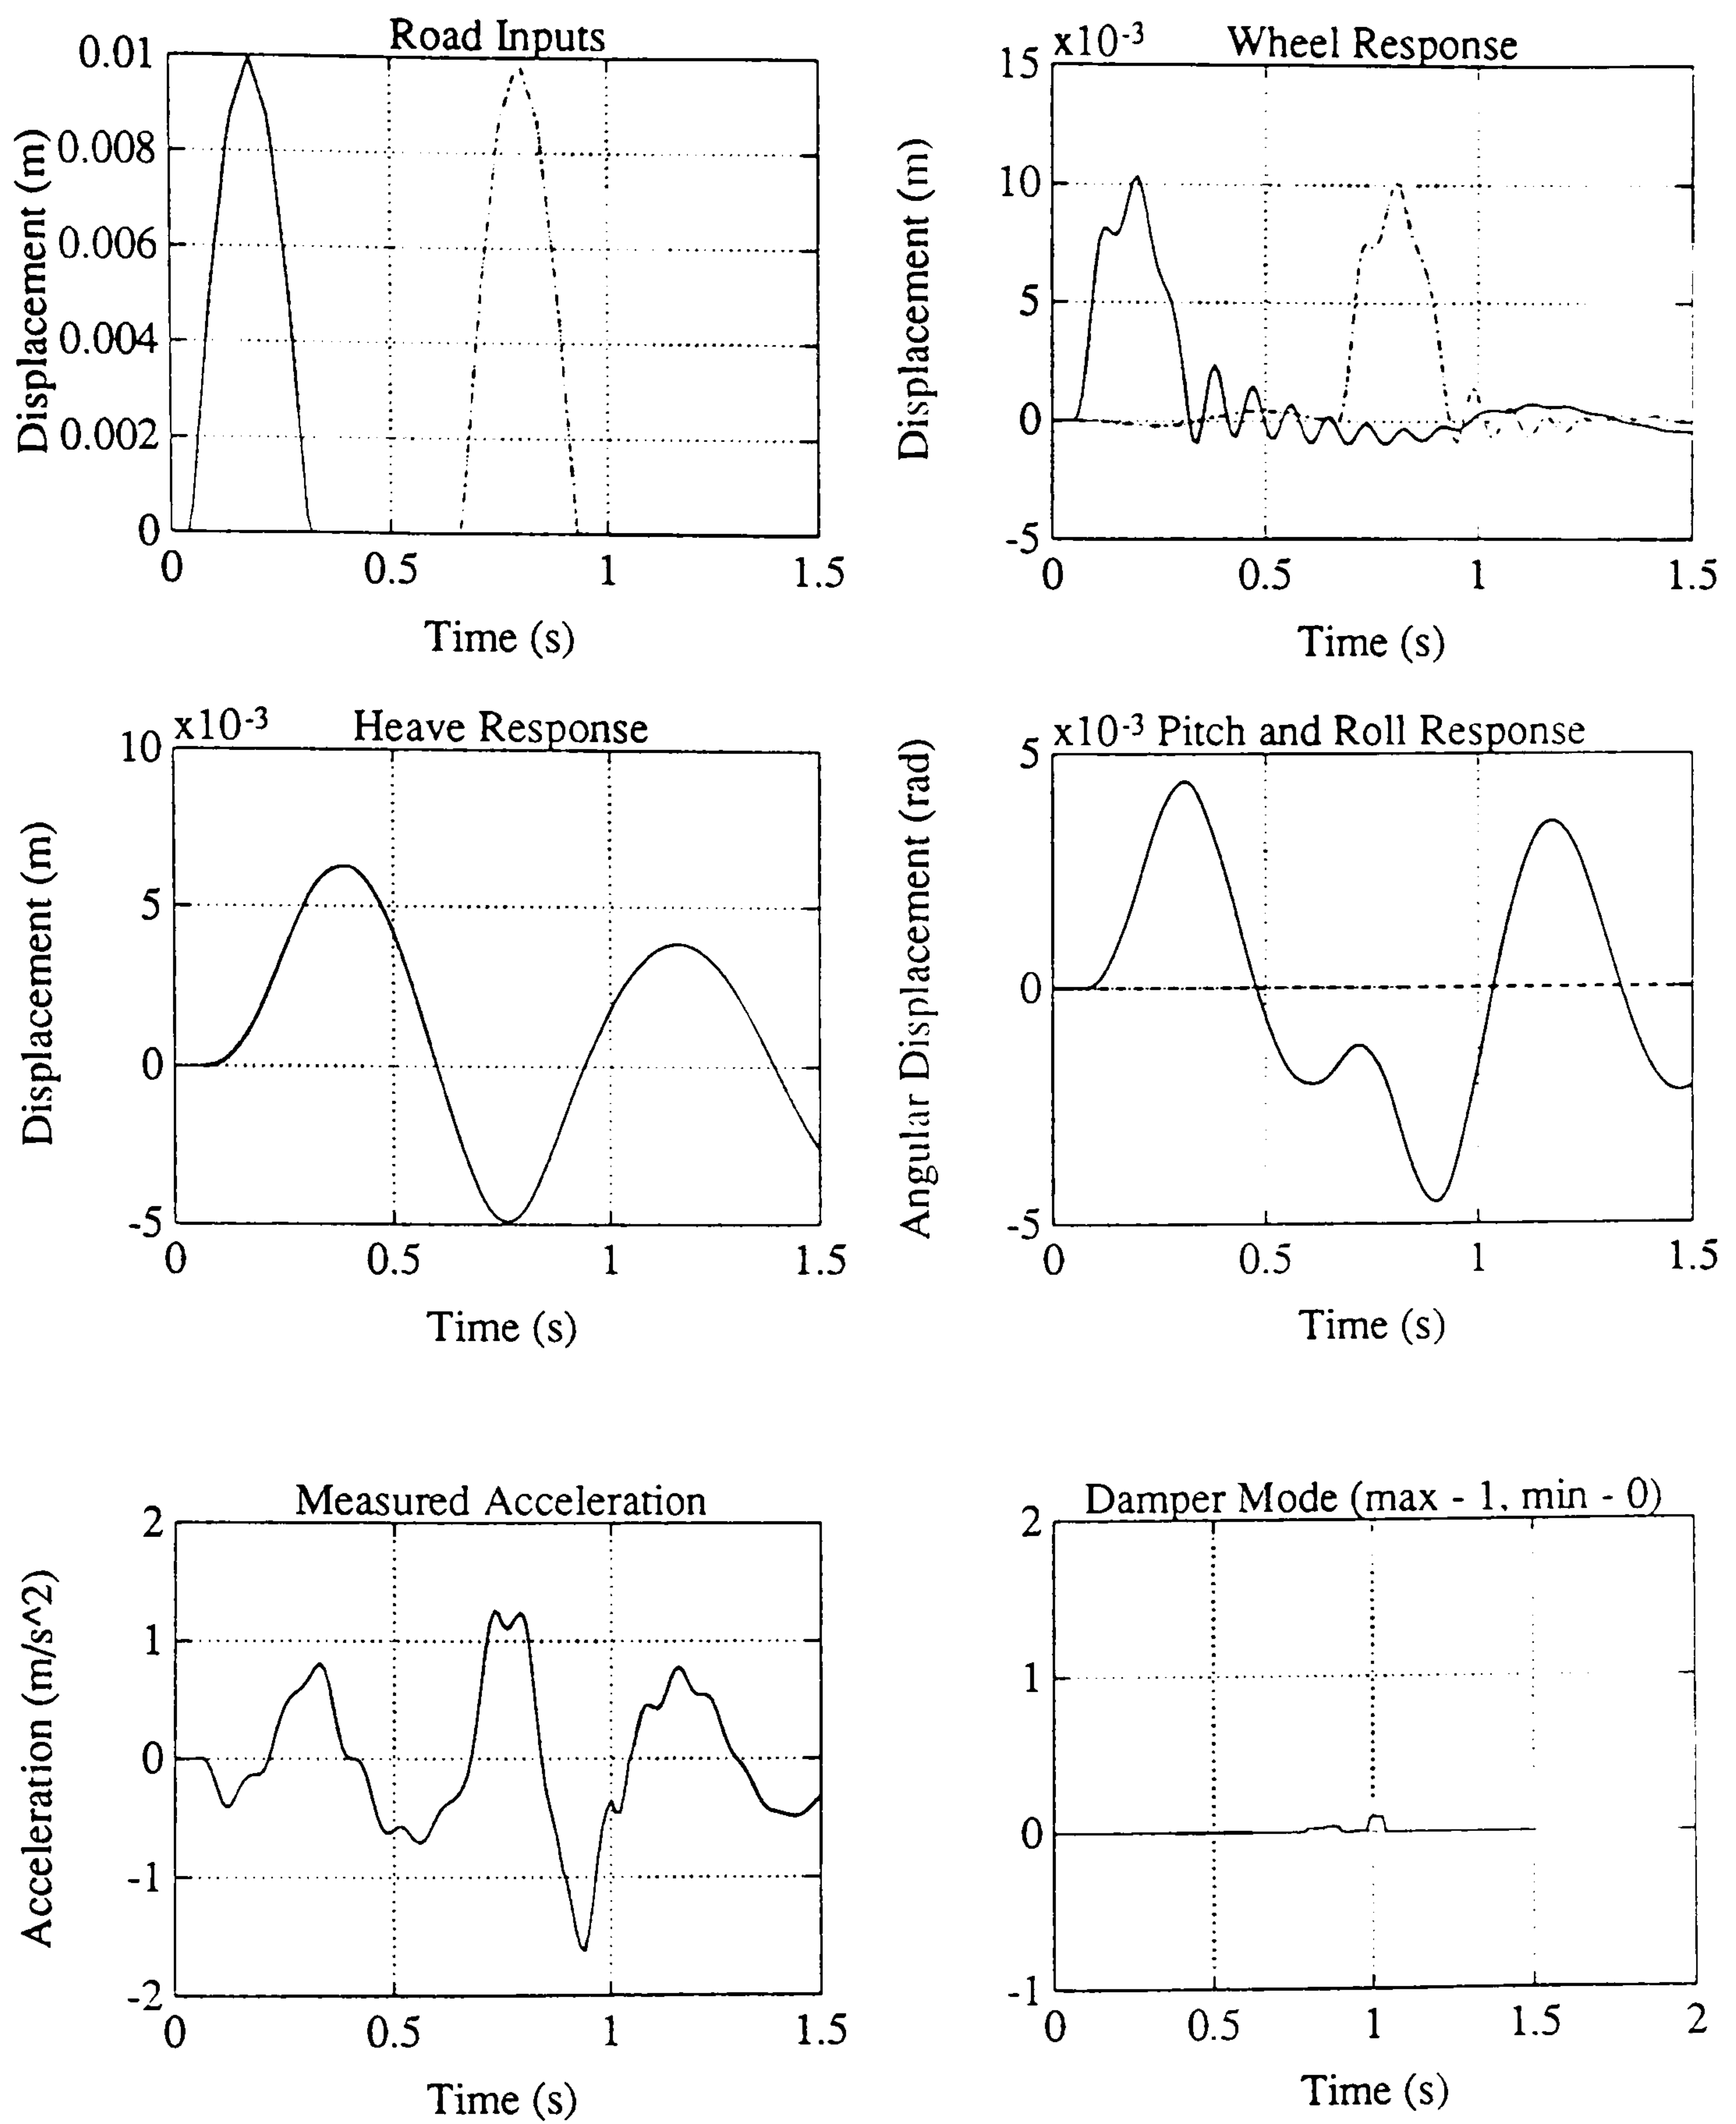 Road Inputs
Displacement (m)
0.01
0.008
0.006
0.004
0.002
0
0 0.5 1 1.5
Time (s)
x10-3 Wheel Response
Displacement (m)
15
10
5
0
-5
0 0.5 1 1.5
Time (s)
x10-3 Heave Response
Displacement (m)
10
5
0
-5
0 0.5 1 1.5
Time (s)
x10-3 Pitch and Roll Response
Angular Displacement (rad)
5
0
-5
0 0.5 1 1.5
Time (s)
Measured Acceleration
Acceleration (m/s^2)
2
1
0
-1
-2
0 0.5 1 1.5
Time (s)
Damper Mode (max - 1, min - 0)
2
1
0
-1
0 0.5 1 1.5 2
Time (s)